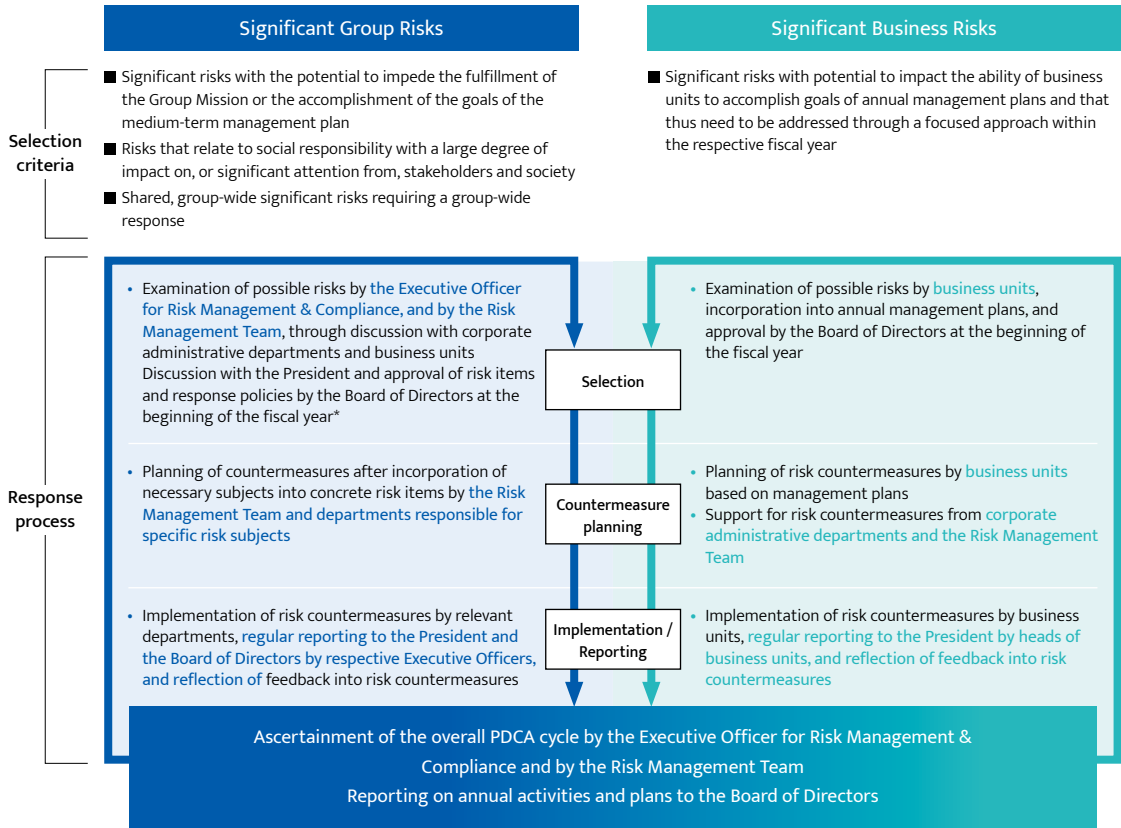 Significant Group Risks
Significant Business Risks
Selection
criteria
■ Significant risks with the potential to impede the fulfillment of
the Group Mission or the accomplishment of the goals of the
medium-term management plan
■ Risks that relate to social responsibility with a large degree of
impact on, or significant attention from, stakeholders and society
■ Shared, group-wide significant risks requiring a group-wide
response
■ Significant risks with potential to impact the ability of business
units to accomplish goals of annual management plans and that
thus need to be addressed through a focused approach within
the respective fiscal year
Response
process
• Examination of possible risks by the Executive Officer
for Risk Management & Compliance, and by the Risk
Management Team, through discussion with corporate
administrative departments and business units
Discussion with the President and approval of risk items
and response policies by the Board of Directors at the
beginning of the fiscal year*
Selection
• Examination of possible risks by business units,
incorporation into annual management plans, and
approval by the Board of Directors at the beginning of
the fiscal year
• Planning of countermeasures after incorporation of
necessary subjects into concrete risk items by the Risk
Management Team and departments responsible for
specific risk subjects
Countermeasure
planning
• Planning of risk countermeasures by business units
based on management plans
• Support for risk countermeasures from corporate
administrative departments and the Risk Management
Team
• Implementation of risk countermeasures by relevant
departments, regular reporting to the President and
the Board of Directors by respective Executive Officers,
and reflection of feedback into risk countermeasures
Implementation /
Reporting
• Implementation of risk countermeasures by business
units, regular reporting to the President by heads of
business units, and reflection of feedback into risk
countermeasures
Ascertainment of the overall PDCA cycle by the Executive Officer for Risk Management &
Compliance and by the Risk Management Team
Reporting on annual activities and plans to the Board of Directors